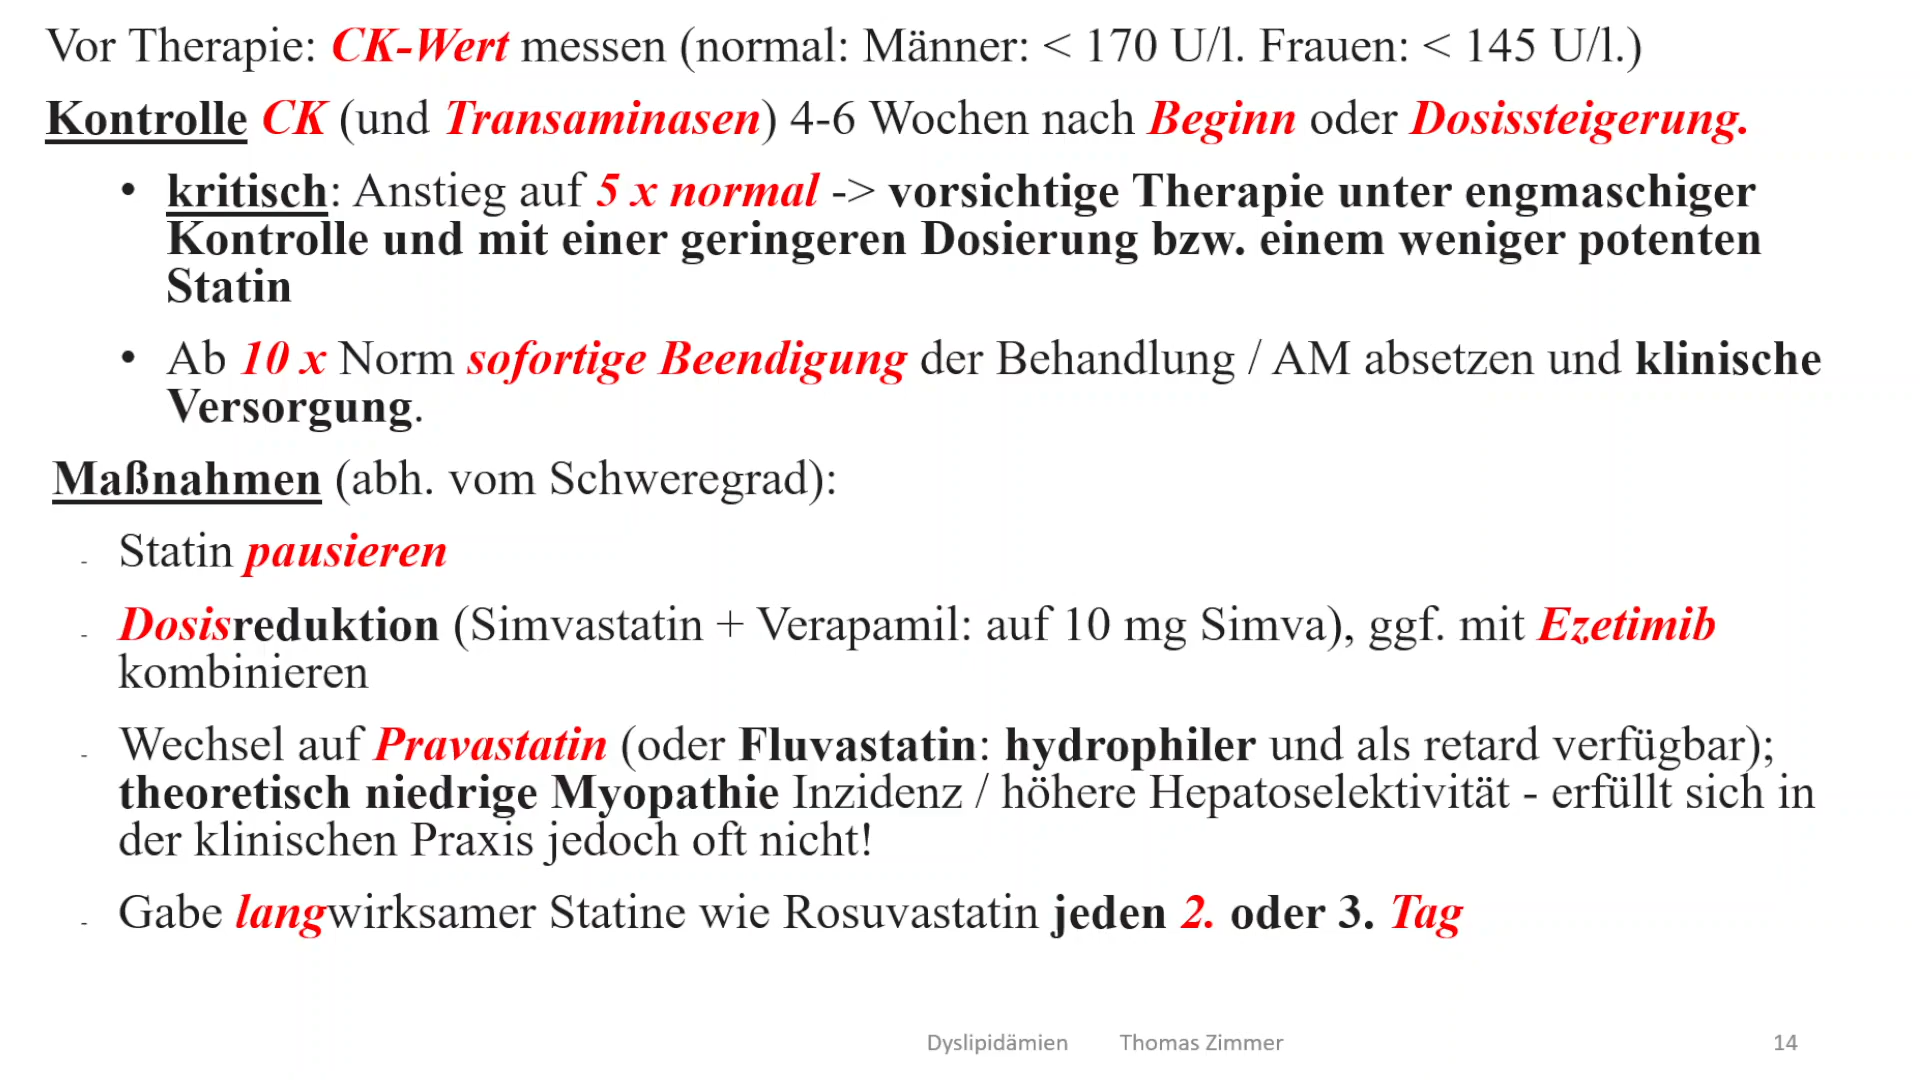 Vor Therapie: CK-Wert messen (normal: Männer: < 170 U/l. Frauen: < 145 U/l.)
Kontrolle CK (und Transaminasen) 4-6 Wochen nach Beginn oder Dosissteigerung.
• kritisch: Anstieg auf 5 x normal -> vorsichtige Therapie unter engmaschiger
Kontrolle und mit einer geringeren Dosierung bzw. einem weniger potenten
Statin
• Ab 10 x Norm sofortige Beendigung der Behandlung / AM absetzen und klinische
Versorgung.
Maßnahmen (abh. vom Schweregrad):
- Statin pausieren
- Dosisreduktion (Simvastatin + Verapamil: auf 10 mg Simva), ggf. mit Ezetimib
kombinieren
- Wechsel auf Pravastatin (oder Fluvastatin: hydrophiler und als retard verfügbar);
theoretisch niedrige Myopathie Inzidenz / höhere Hepatoselektivität - erfüllt sich in
der klinischen Praxis jedoch oft nicht!
- Gabe langwirksamer Statine wie Rosuvastatin jeden 2. oder 3. Tag
Dyslipidämien Thomas Zimmer 14